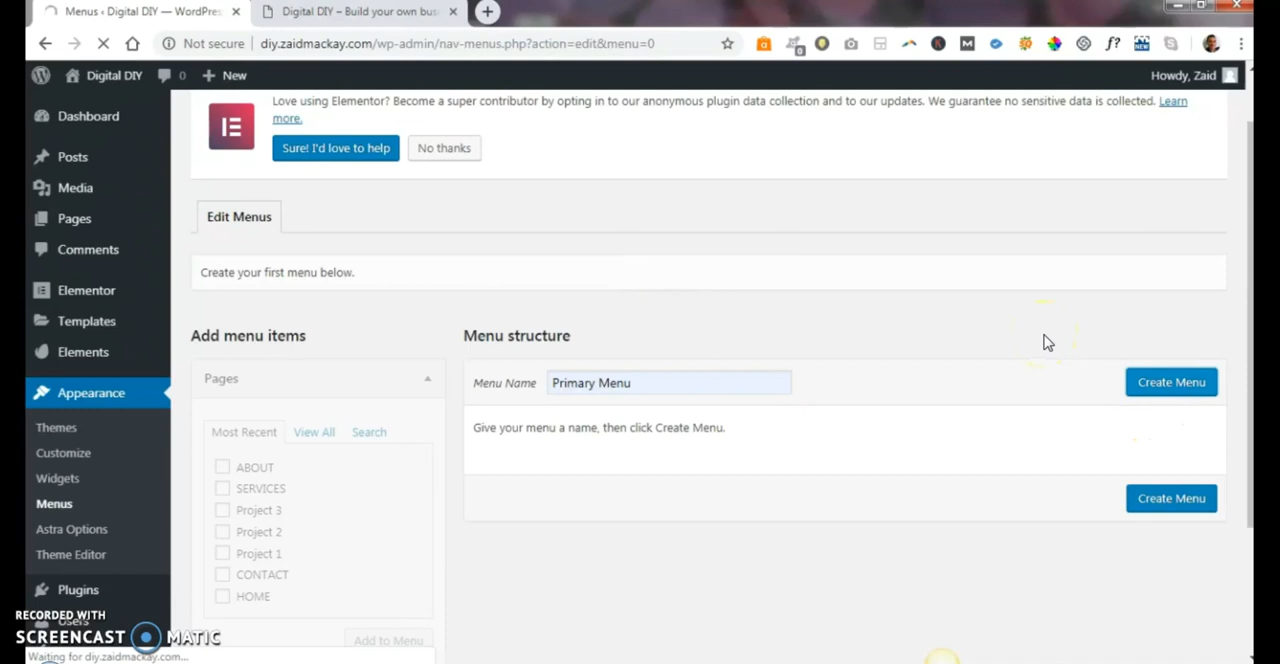 Menus ‹ Digital DIY — WordPres
Digital DIY – Build your own busi
Not secure
diy.zaidmackay.com/wp-admin/nav-menus.php?action=edit&menu=0
Digital DIY
0
New
Howdy, Zaid
Dashboard
Posts
Media
Pages
Comments
Elementor
Templates
Elements
Appearance
Themes
Customize
Widgets
Menus
Astra Options
Theme Editor
Plugins
Users
Love using Elementor? Become a super contributor by opting in to our anonymous plugin data collection and to our updates. We guarantee no sensitive data is collected. Learn
more.
Sure! I'd love to help
No thanks
Edit Menus
Create your first menu below.
Add menu items
Pages
Most Recent
View All
Search
ABOUT
SERVICES
Project 3
Project 2
Project 1
CONTACT
HOME
Add to Menu
Menu structure
Menu Name
Primary Menu
Create Menu
Give your menu a name, then click Create Menu.
Create Menu
RECORDED WITH
SCREENCAST MATIC
Waiting for diy.zaidmackay.com...